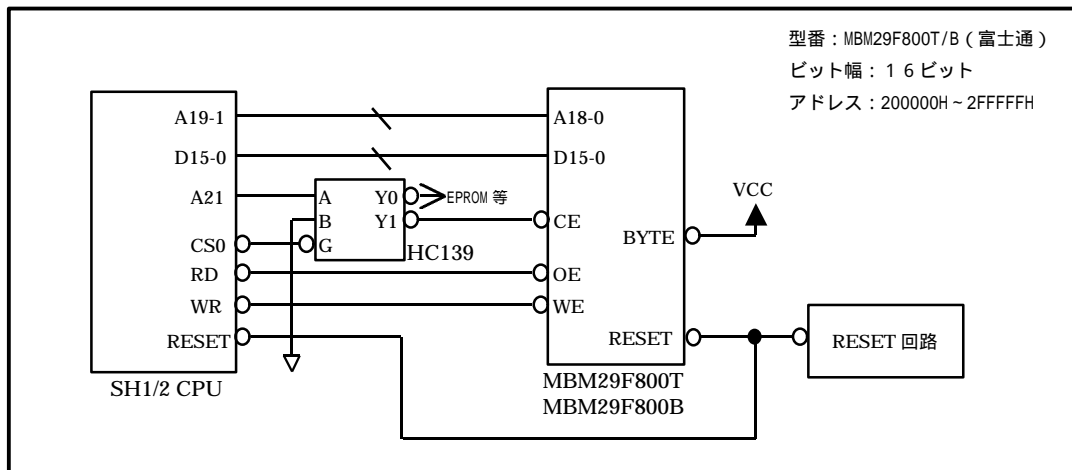 型番：MBM29F800T/B（富士通）
ビット幅：１６ビット
アドレス：200000H～2FFFFFH
A19-1
A18-0
D15-0
D15-0
A21
A
Y0
EPROM 等
B
Y1
CE
VCC
CS0
G
HC139
BYTE
RD
OE
WR
WE
RESET
RESET
RESET 回路
SH1/2 CPU
MBM29F800T
MBM29F800B